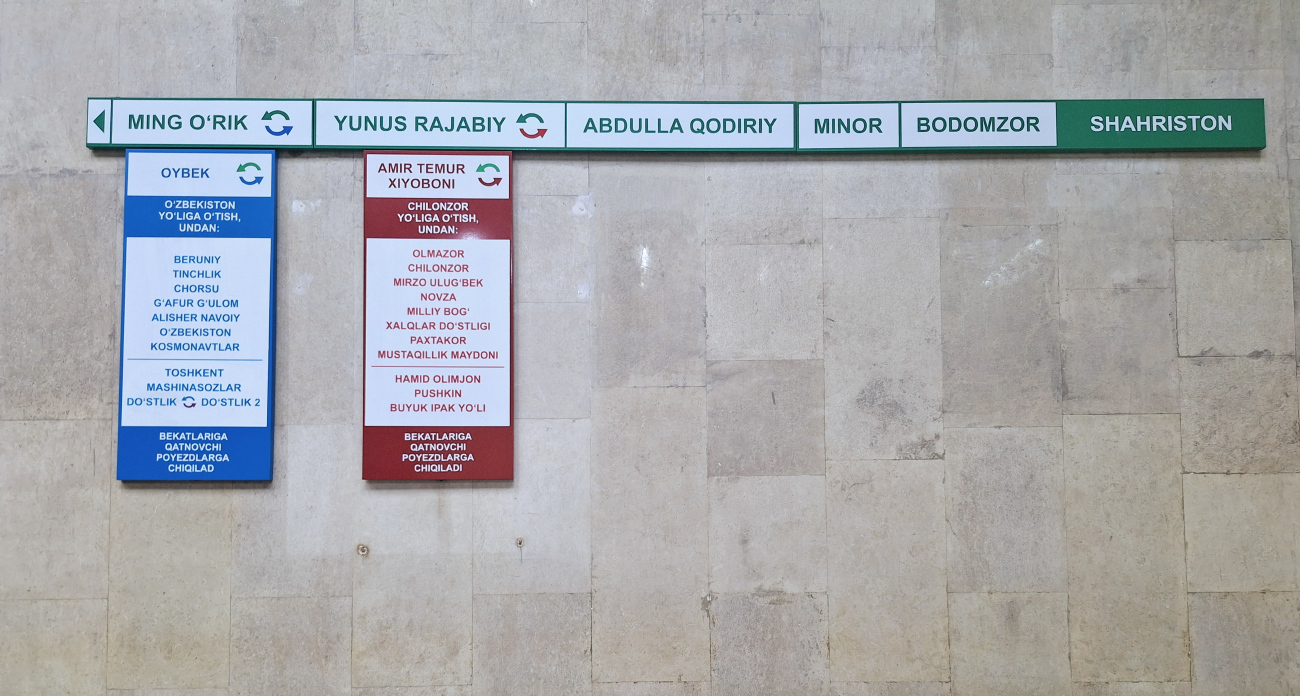 MING O‘RIK
YUNUS RAJABIY
ABDULLA QODIRIY
MINOR
BODOMZOR
SHAHRISTON
OYBEK
O‘ZBEKISTON
YO‘LIGA O‘TISH,
UNDAN:
BERUNIY
TINCHLIK
CHORSU
G‘AFUR G‘ULOM
ALISHER NAVOIY
O‘ZBEKISTON
KOSMONAVTLAR
TOSHKENT
MASHINASOZLAR
DO‘STLIK DO‘STLIK 2
BEKATLARIGA
QATNOVCHI
POYEZDLARGA
CHIQILAD
AMIR TEMUR
XIYOBONI
CHILONZOR
YO‘LIGA O‘TISH,
UNDAN:
OLMAZOR
CHILONZOR
MIRZO ULUG‘BEK
NOVZA
MILLIY BOG‘
XALQLAR DO‘STLIGI
PAXTAKOR
MUSTAQILLIK MAYDONI
HAMID OLIMJON
PUSHKIN
BUYUK IPAK YO‘LI
BEKATLARIGA
QATNOVCHI
POYEZDLARGA
CHIQILADI